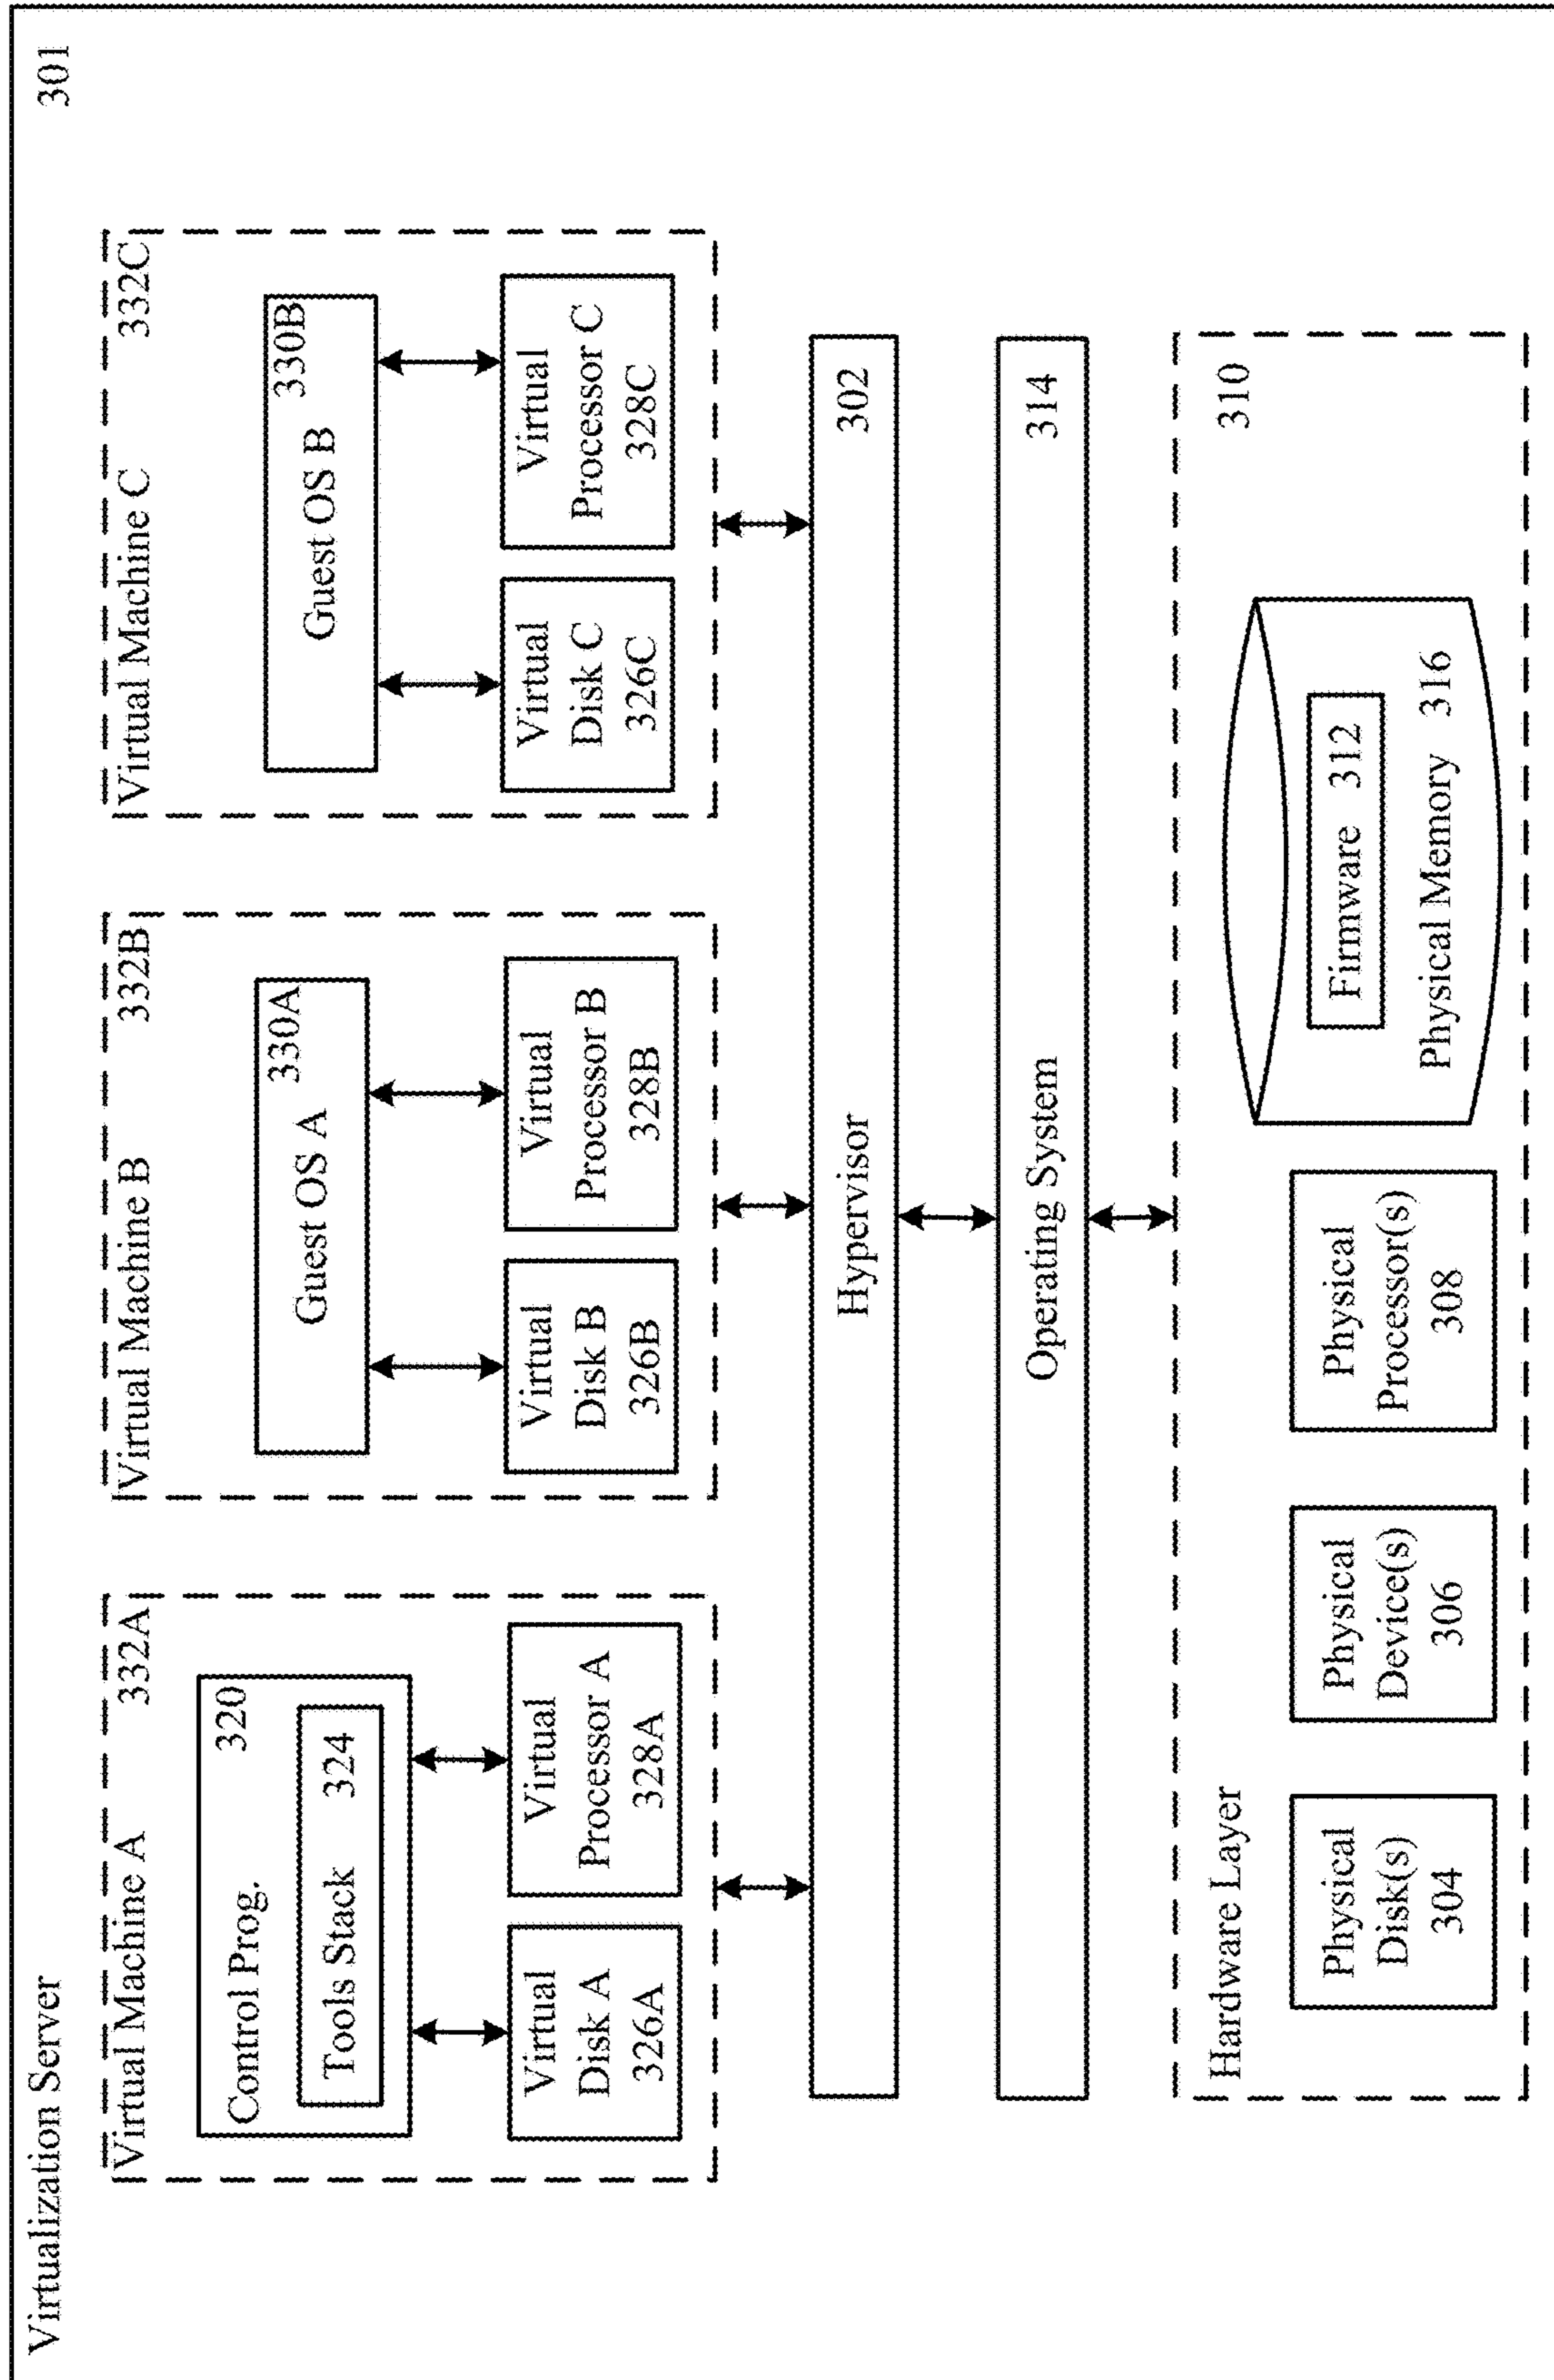 Virtualization Server
301
Virtual Machine A
332A
Control Prog.
320
Tools Stack 324
Virtual
Disk A
326A
Virtual
Processor A
328A
Virtual Machine B
332B
Guest OS A
330A
Virtual
Disk B
326B
Virtual
Processor B
328B
Virtual Machine C
332C
Guest OS B
330B
Virtual
Disk C
326C
Virtual
Processor C
328C
Hypervisor
302
Operating System
314
Hardware Layer
310
Physical
Disk(s)
304
Physical
Device(s)
306
Physical
Processor(s)
308
Firmware 312
Physical Memory 316